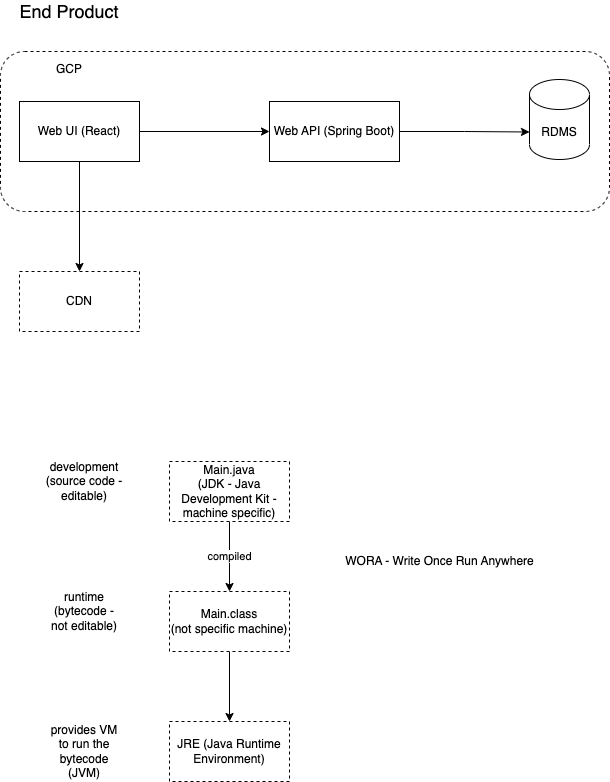 End Product
GCP
Web UI (React)
Web API (Spring Boot)
RDMS
CDN
development
(source code -
editable)
Main.java
(JDK - Java
Development Kit -
machine specific)
compiled
WORA - Write Once Run Anywhere
runtime
(bytecode -
not editable)
Main.class
(not specific machine)
provides VM
to run the
bytecode
(JVM)
JRE (Java Runtime
Environment)